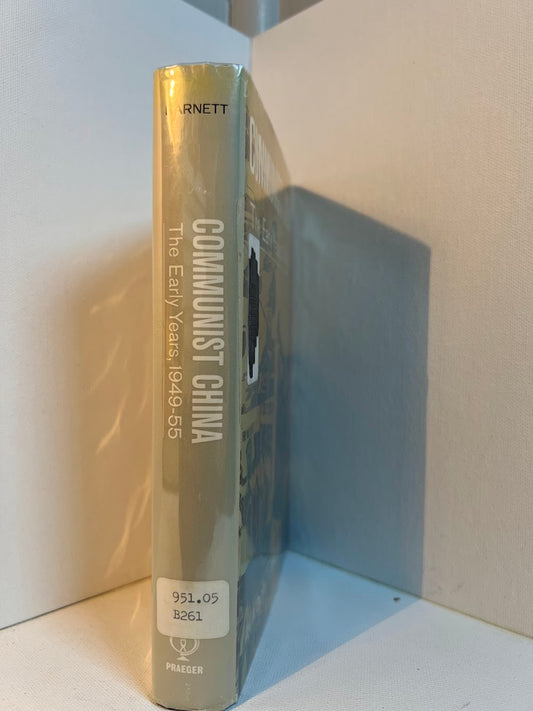 BARNETT
COMMUNIST CHINA
The Early Years, 1949-55
951.05
B261
PRAEGER